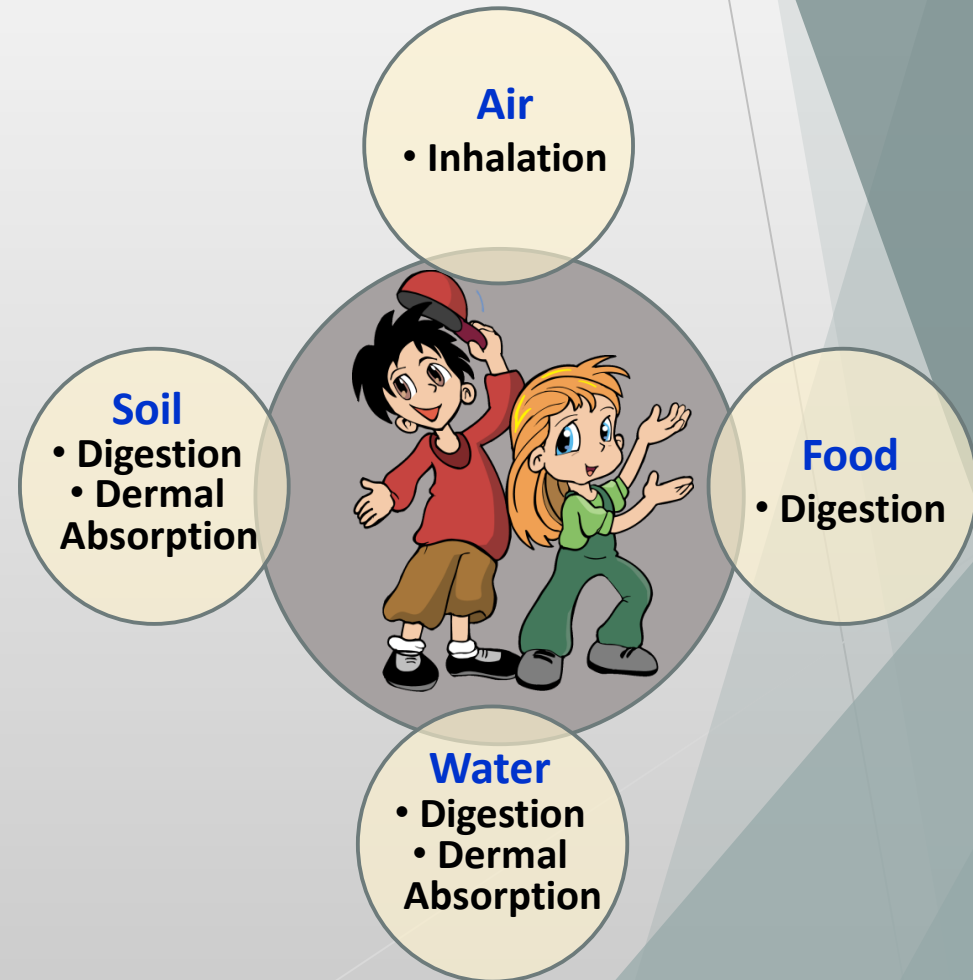 Air
• Inhalation
Soil
• Digestion
• Dermal
Absorption
Food
• Digestion
Water
• Digestion
• Dermal
Absorption